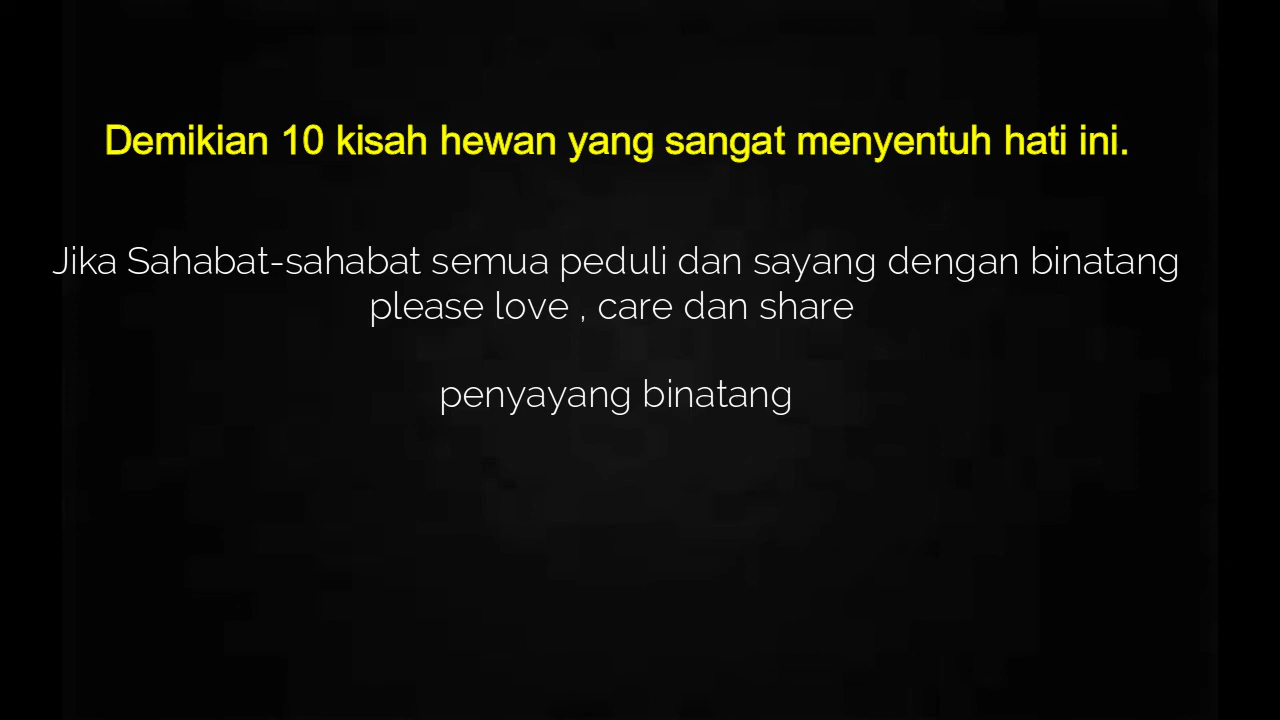 Demikian 10 kisah hewan yang sangat menyentuh hati ini.
Jika Sahabat-sahabat semua peduli dan sayang dengan binatang
please love , care dan share
penyayang binatang